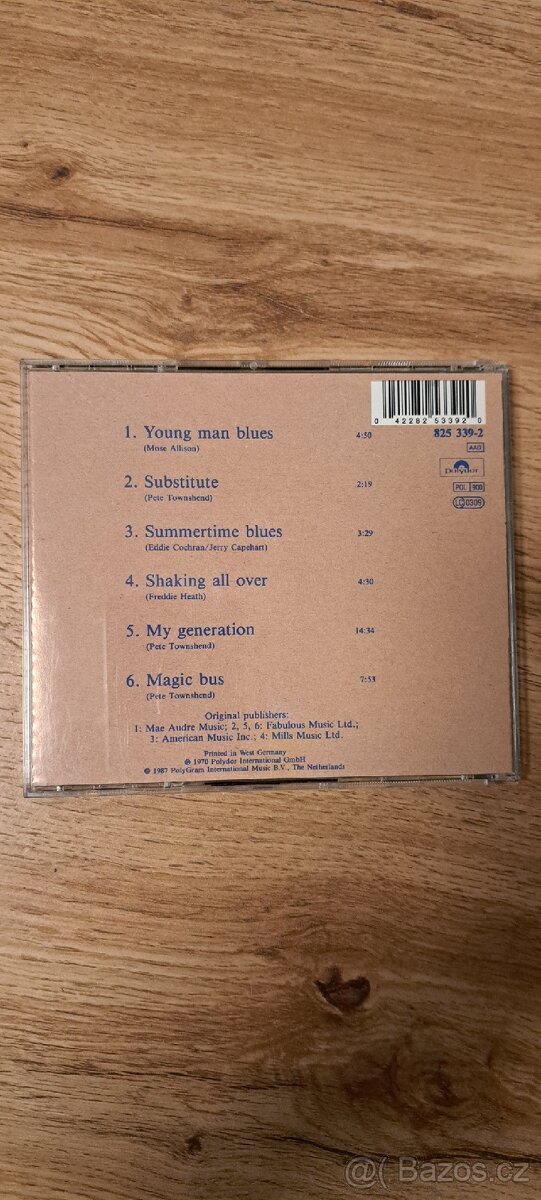 0 42282 53392 0
1. Young man blues 4:50 825 339-2
(Mose Allison)
AAD
polydor
2. Substitute 2:19
POL 900
(Pete Townshend)
LC 0309
3. Summertime blues 3:29
(Eddie Cochran/Jerry Capehart)
4. Shaking all over 4:30
(Freddie Heath)
5. My generation 14:34
(Pete Townshend)
6. Magic bus 7:53
(Pete Townshend)
Original publishers:
1: Mae Audre Music; 2, 5, 6: Fabulous Music Ltd.;
3: American Music Inc.; 4: Mills Music Ltd.
Printed in West Germany
℗ 1970 Polydor International GmbH
© 1987 PolyGram International Music B.V., The Netherlands
@( Bazos.cz